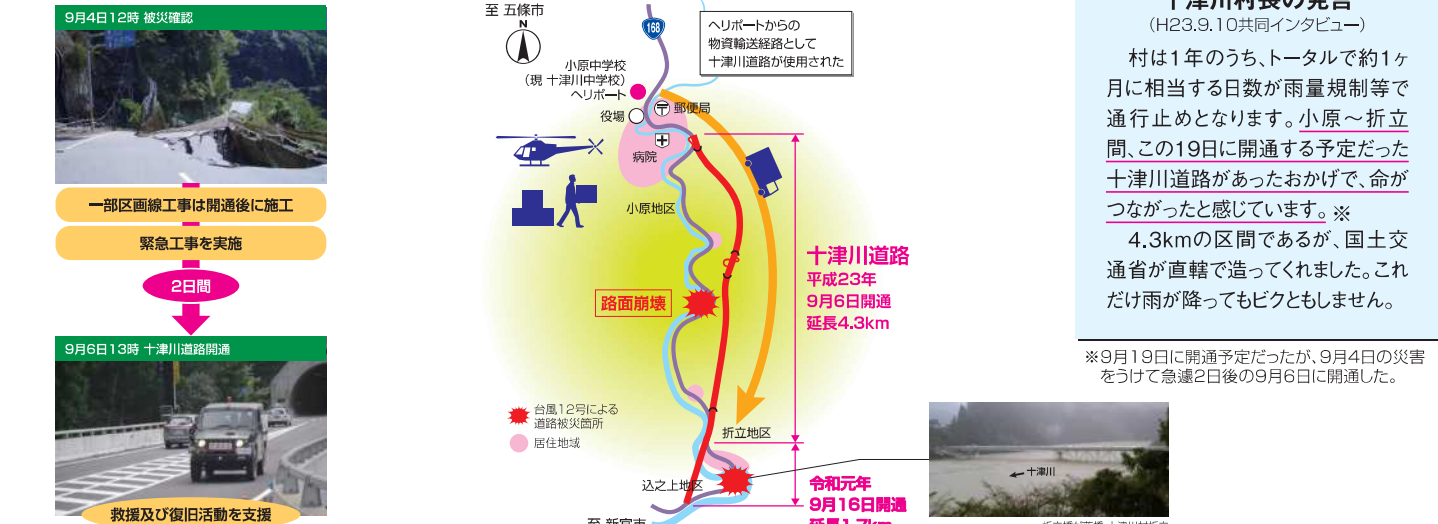 9月4日12時 被災確認
一部区画線工事は開通後に施工
緊急工事を実施
2日間
9月6日13時 十津川道路開通
救援及び復旧活動を支援
至 五條市
N
168
ヘリポートからの
物資輸送経路として
十津川道路が使用された
小原中学校
(現 十津川中学校)
ヘリポート
役場
郵便局
病院
小原地区
路面崩壊
十津川道路
平成23年
9月6日開通
延長4.3km
台風12号による
道路被災箇所
居住地域
折立地区
込之上地区
令和元年
9月16日開通
延長1.7km
至 新宮市
十津川村長の発言
(H23.9.10共同インタビュー)
村は1年のうち、トータルで約1ヶ
月に相当する日数が雨量規制等で
通行止めとなります。小原～折立
間、この19日に開通する予定だった
十津川道路があったおかげで、命が
つながったと感じています。※
4.3kmの区間であるが、国土交
通省が直轄で造ってくれました。これ
だけ雨が降ってもビクともしません。
※9月19日に開通予定だったが、9月4日の災害
をうけて急遽2日後の9月6日に開通した。
十津川